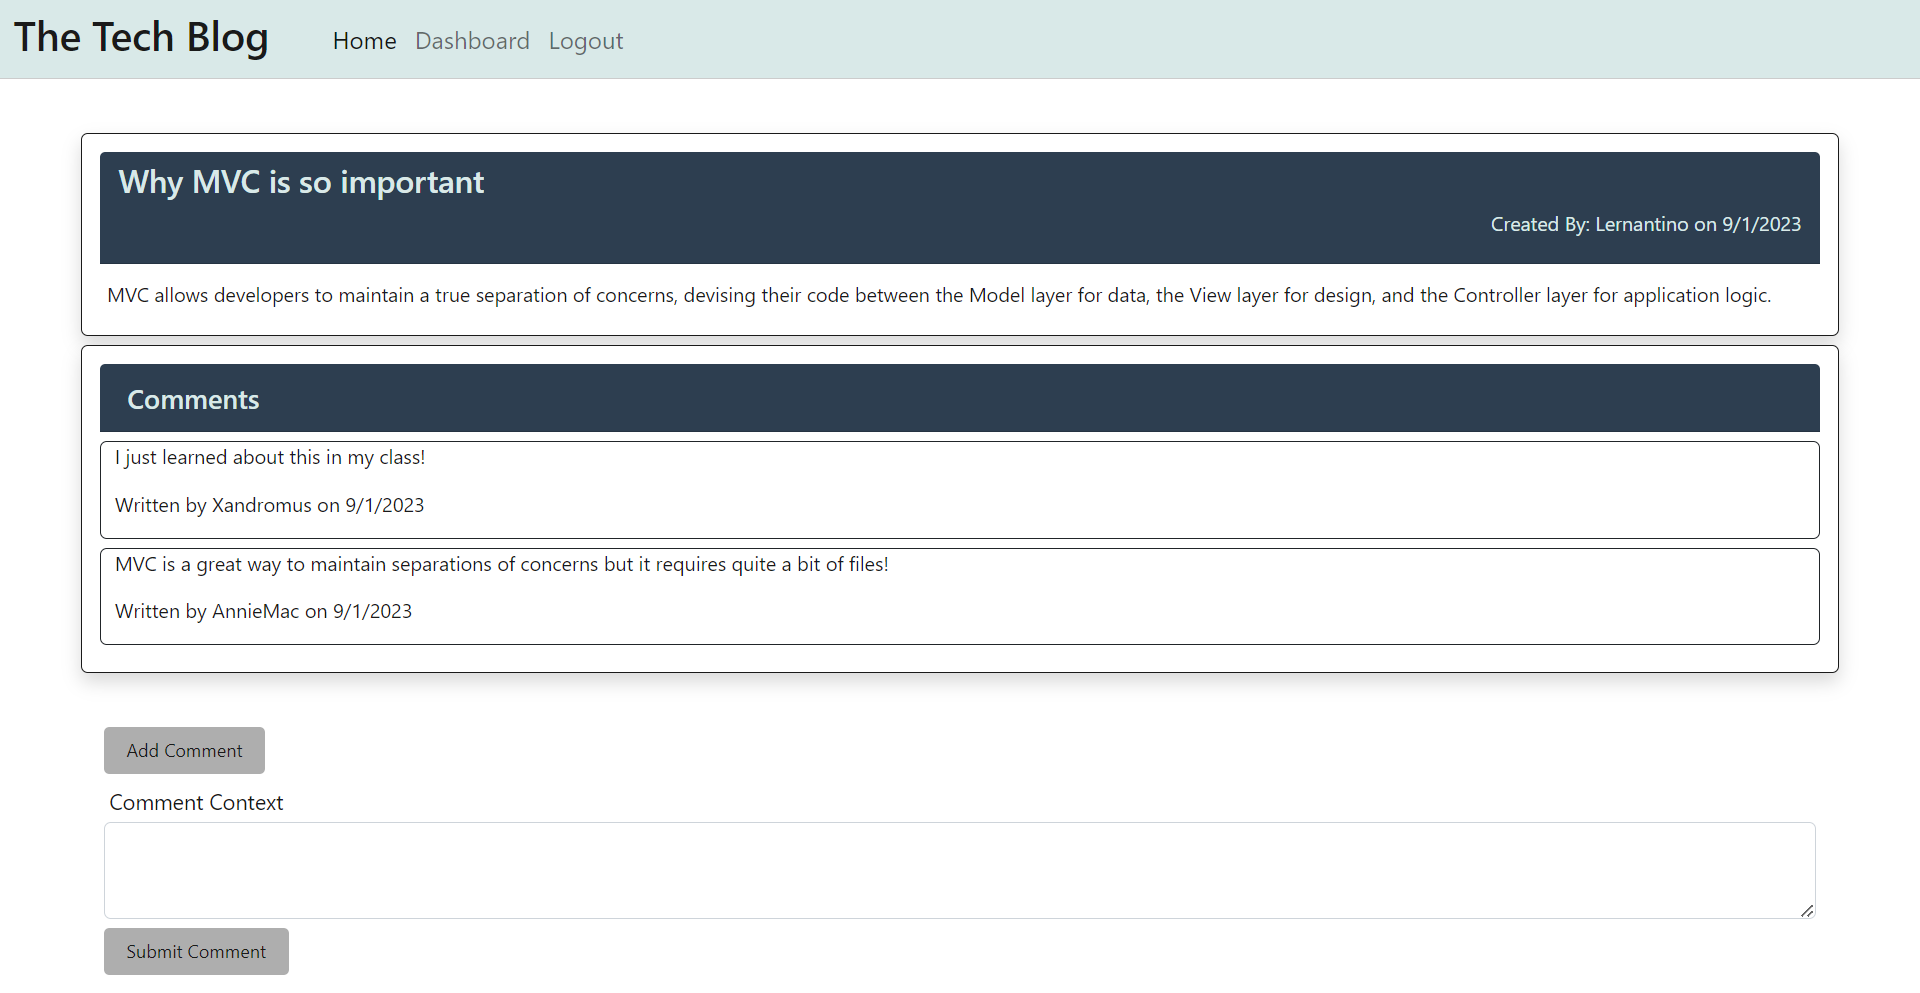 The Tech Blog Home Dashboard Logout
Why MVC is so important
Created By: Lernantino on 9/1/2023
MVC allows developers to maintain a true separation of concerns, devising their code between the Model layer for data, the View layer for design, and the Controller layer for application logic.
Comments
I just learned about this in my class!
Written by Xandromus on 9/1/2023
MVC is a great way to maintain separations of concerns but it requires quite a bit of files!
Written by AnnieMac on 9/1/2023
Add Comment
Comment Context
Submit Comment